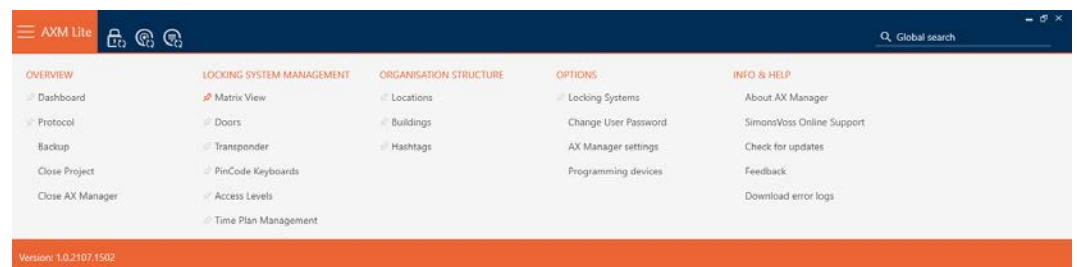 AXM Lite
Global search
OVERVIEW
Dashboard
Protocol
Backup
Close Project
Close AX Manager
LOCKING SYSTEM MANAGEMENT
Matrix View
Doors
Transponder
PinCode Keyboards
Access Levels
Time Plan Management
ORGANISATION STRUCTURE
Locations
Buildings
Hashtags
OPTIONS
Locking Systems
Change User Password
AX Manager settings
Programming devices
INFO & HELP
About AX Manager
SimonsVoss Online Support
Check for updates
Feedback
Download error logs
Version: 1.0.2107.1502